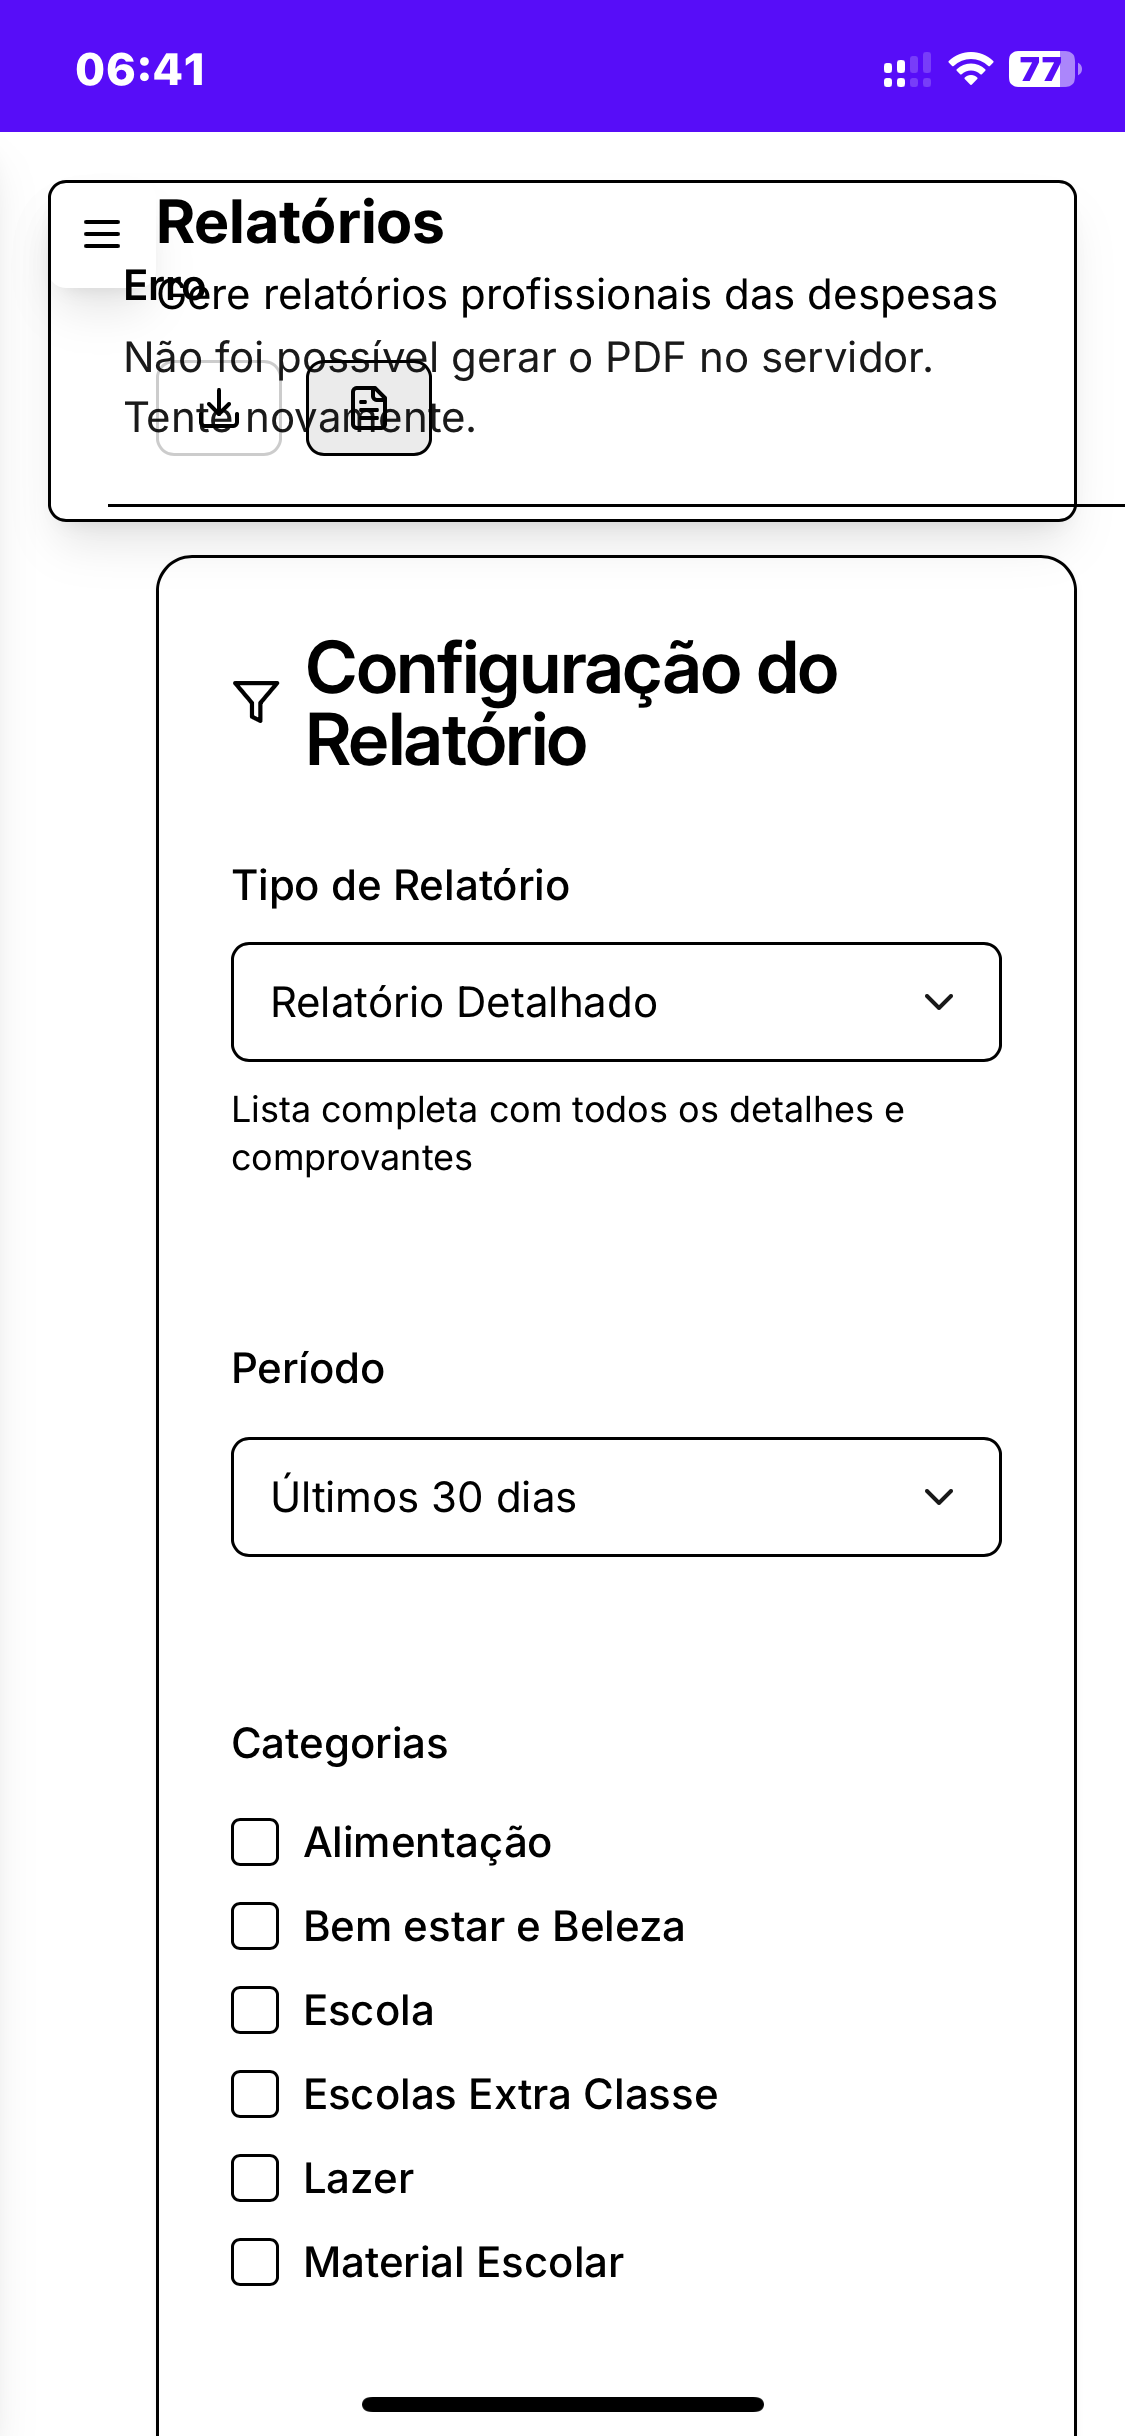 06:41
77
Relatórios
Erro
Gere relatórios profissionais das despesas
Não foi possível gerar o PDF no servidor.
Tente novamente.
Configuração do
Relatório
Tipo de Relatório
Relatório Detalhado
Lista completa com todos os detalhes e
comprovantes
Período
Últimos 30 dias
Categorias
Alimentação
Bem estar e Beleza
Escola
Escolas Extra Classe
Lazer
Material Escolar